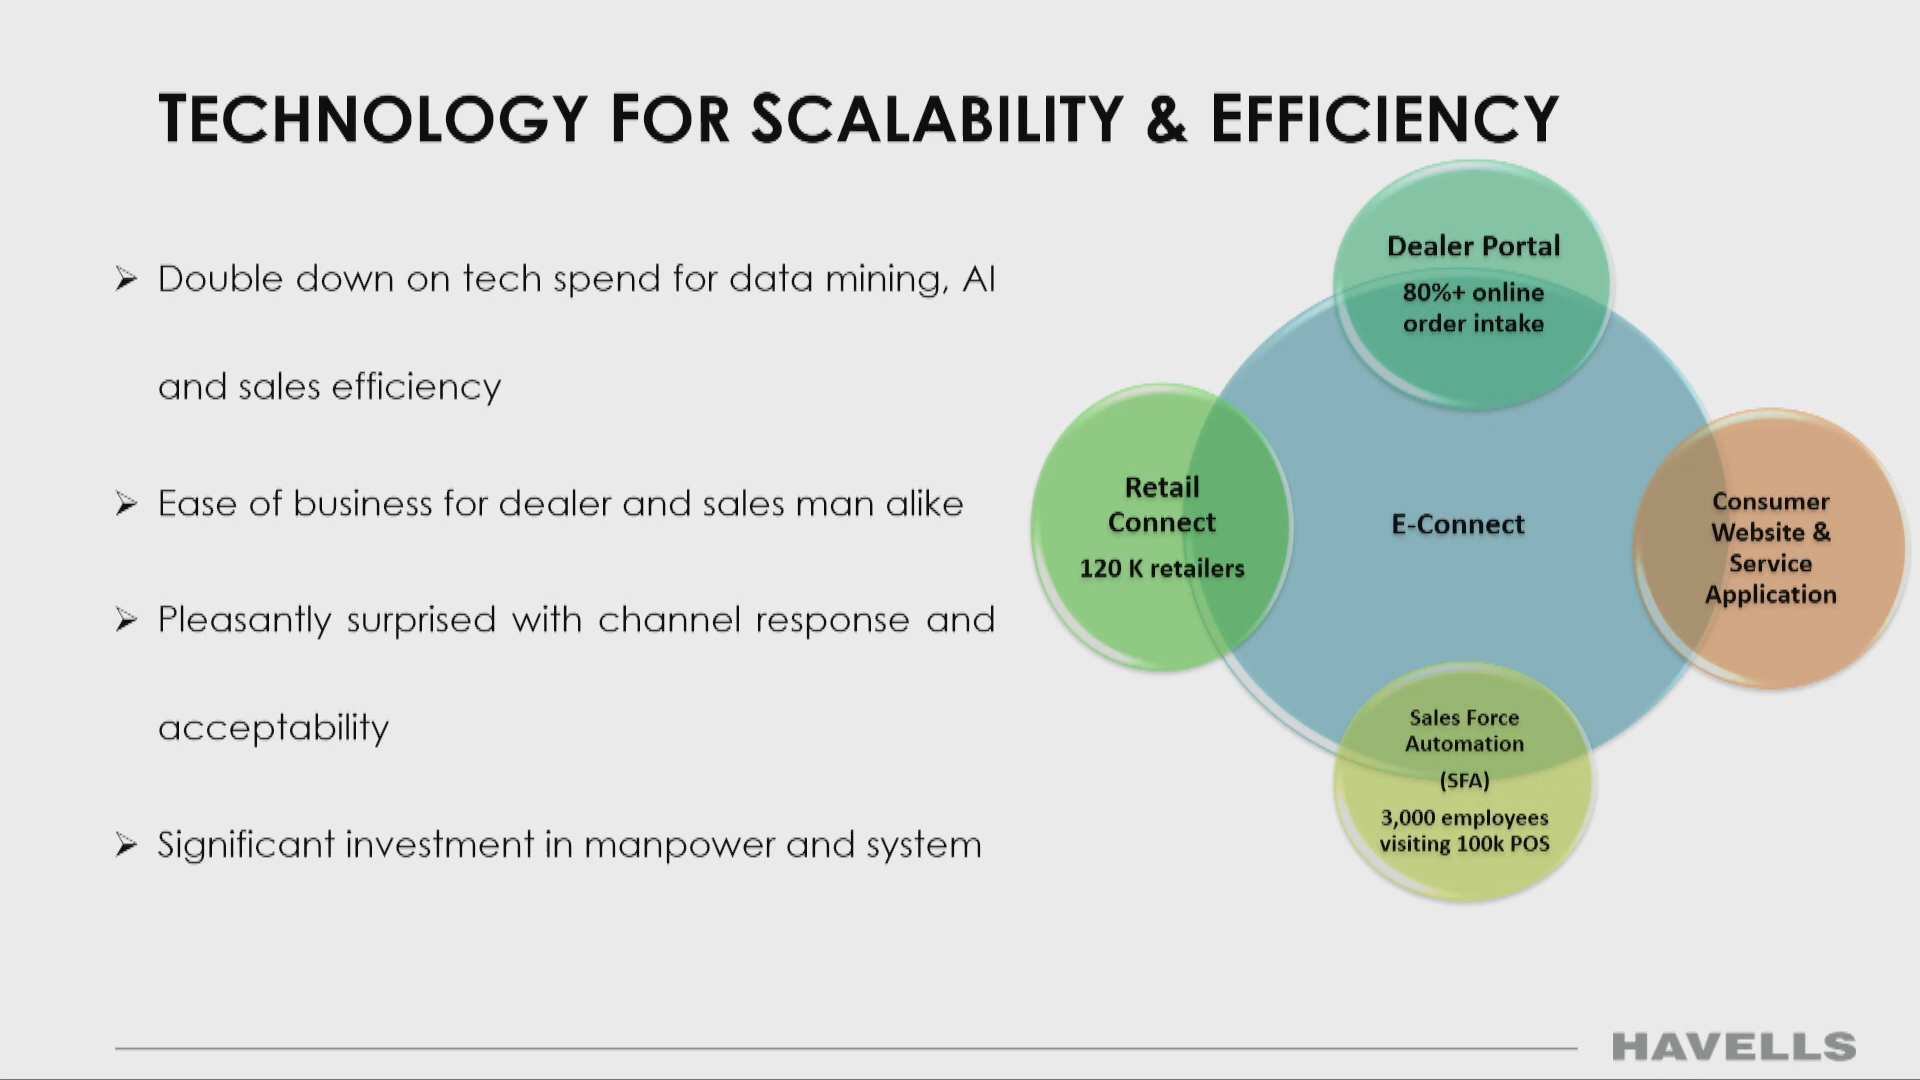 TECHNOLOGY FOR SCALABILITY & EFFICIENCY
Double down on tech spend for data mining, AI
and sales efficiency
Ease of business for dealer and sales man alike
Pleasantly surprised with channel response and
acceptability
Significant investment in manpower and system
Dealer Portal
80%+ online
order intake
Retail
Connect
120 K retailers
E-Connect
Consumer
Website &
Service
Application
Sales Force
Automation
(SFA)
3,000 employees
visiting 100k POS
HAVELLS